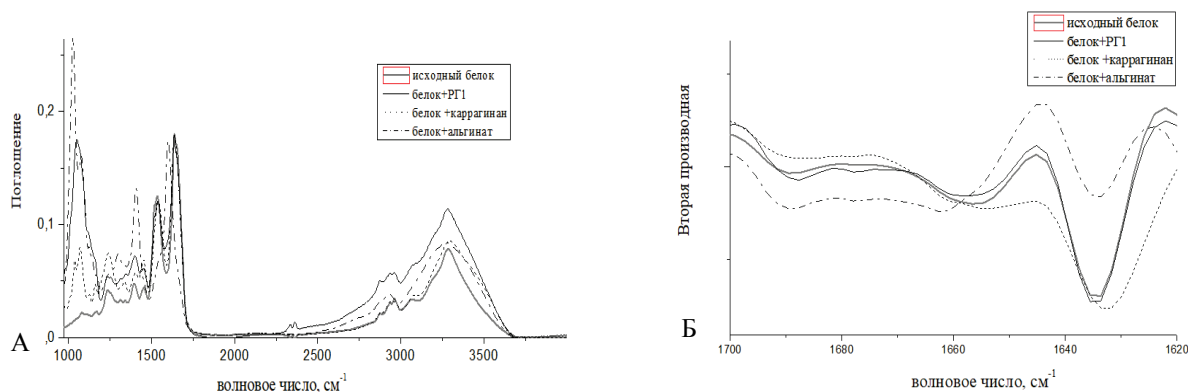 исходный белок
белок+РГ1
белок +каррагинан
белок+альгинат
Поглощение
0,2
0,1
,0
1000 1500 2000 2500 3000 3500
волновое число, см-1
А
исходный белок
белок+РГ1
белок +каррагинан
белок+альгинат
Вторая производная
1700 1680 1660 1640 1620
волновое число, см-1
Б